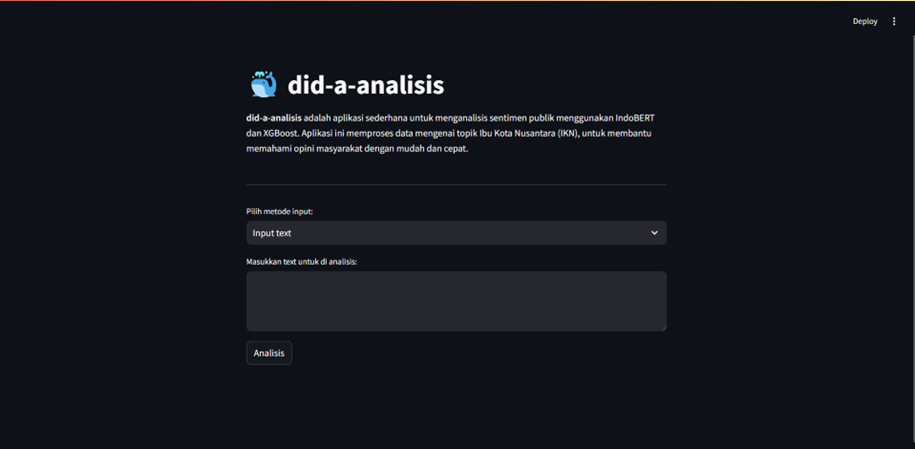 Deploy
did-a-analisis
did-a-analisis adalah aplikasi sederhana untuk menganalisis sentimen publik menggunakan IndoBERT
dan XGBoost. Aplikasi ini memproses data mengenai topik Ibu Kota Nusantara (IKN), untuk membantu
memahami opini masyarakat dengan mudah dan cepat.
Pilih metode input:
Input text
Masukkan text untuk di analisis:
Analisis